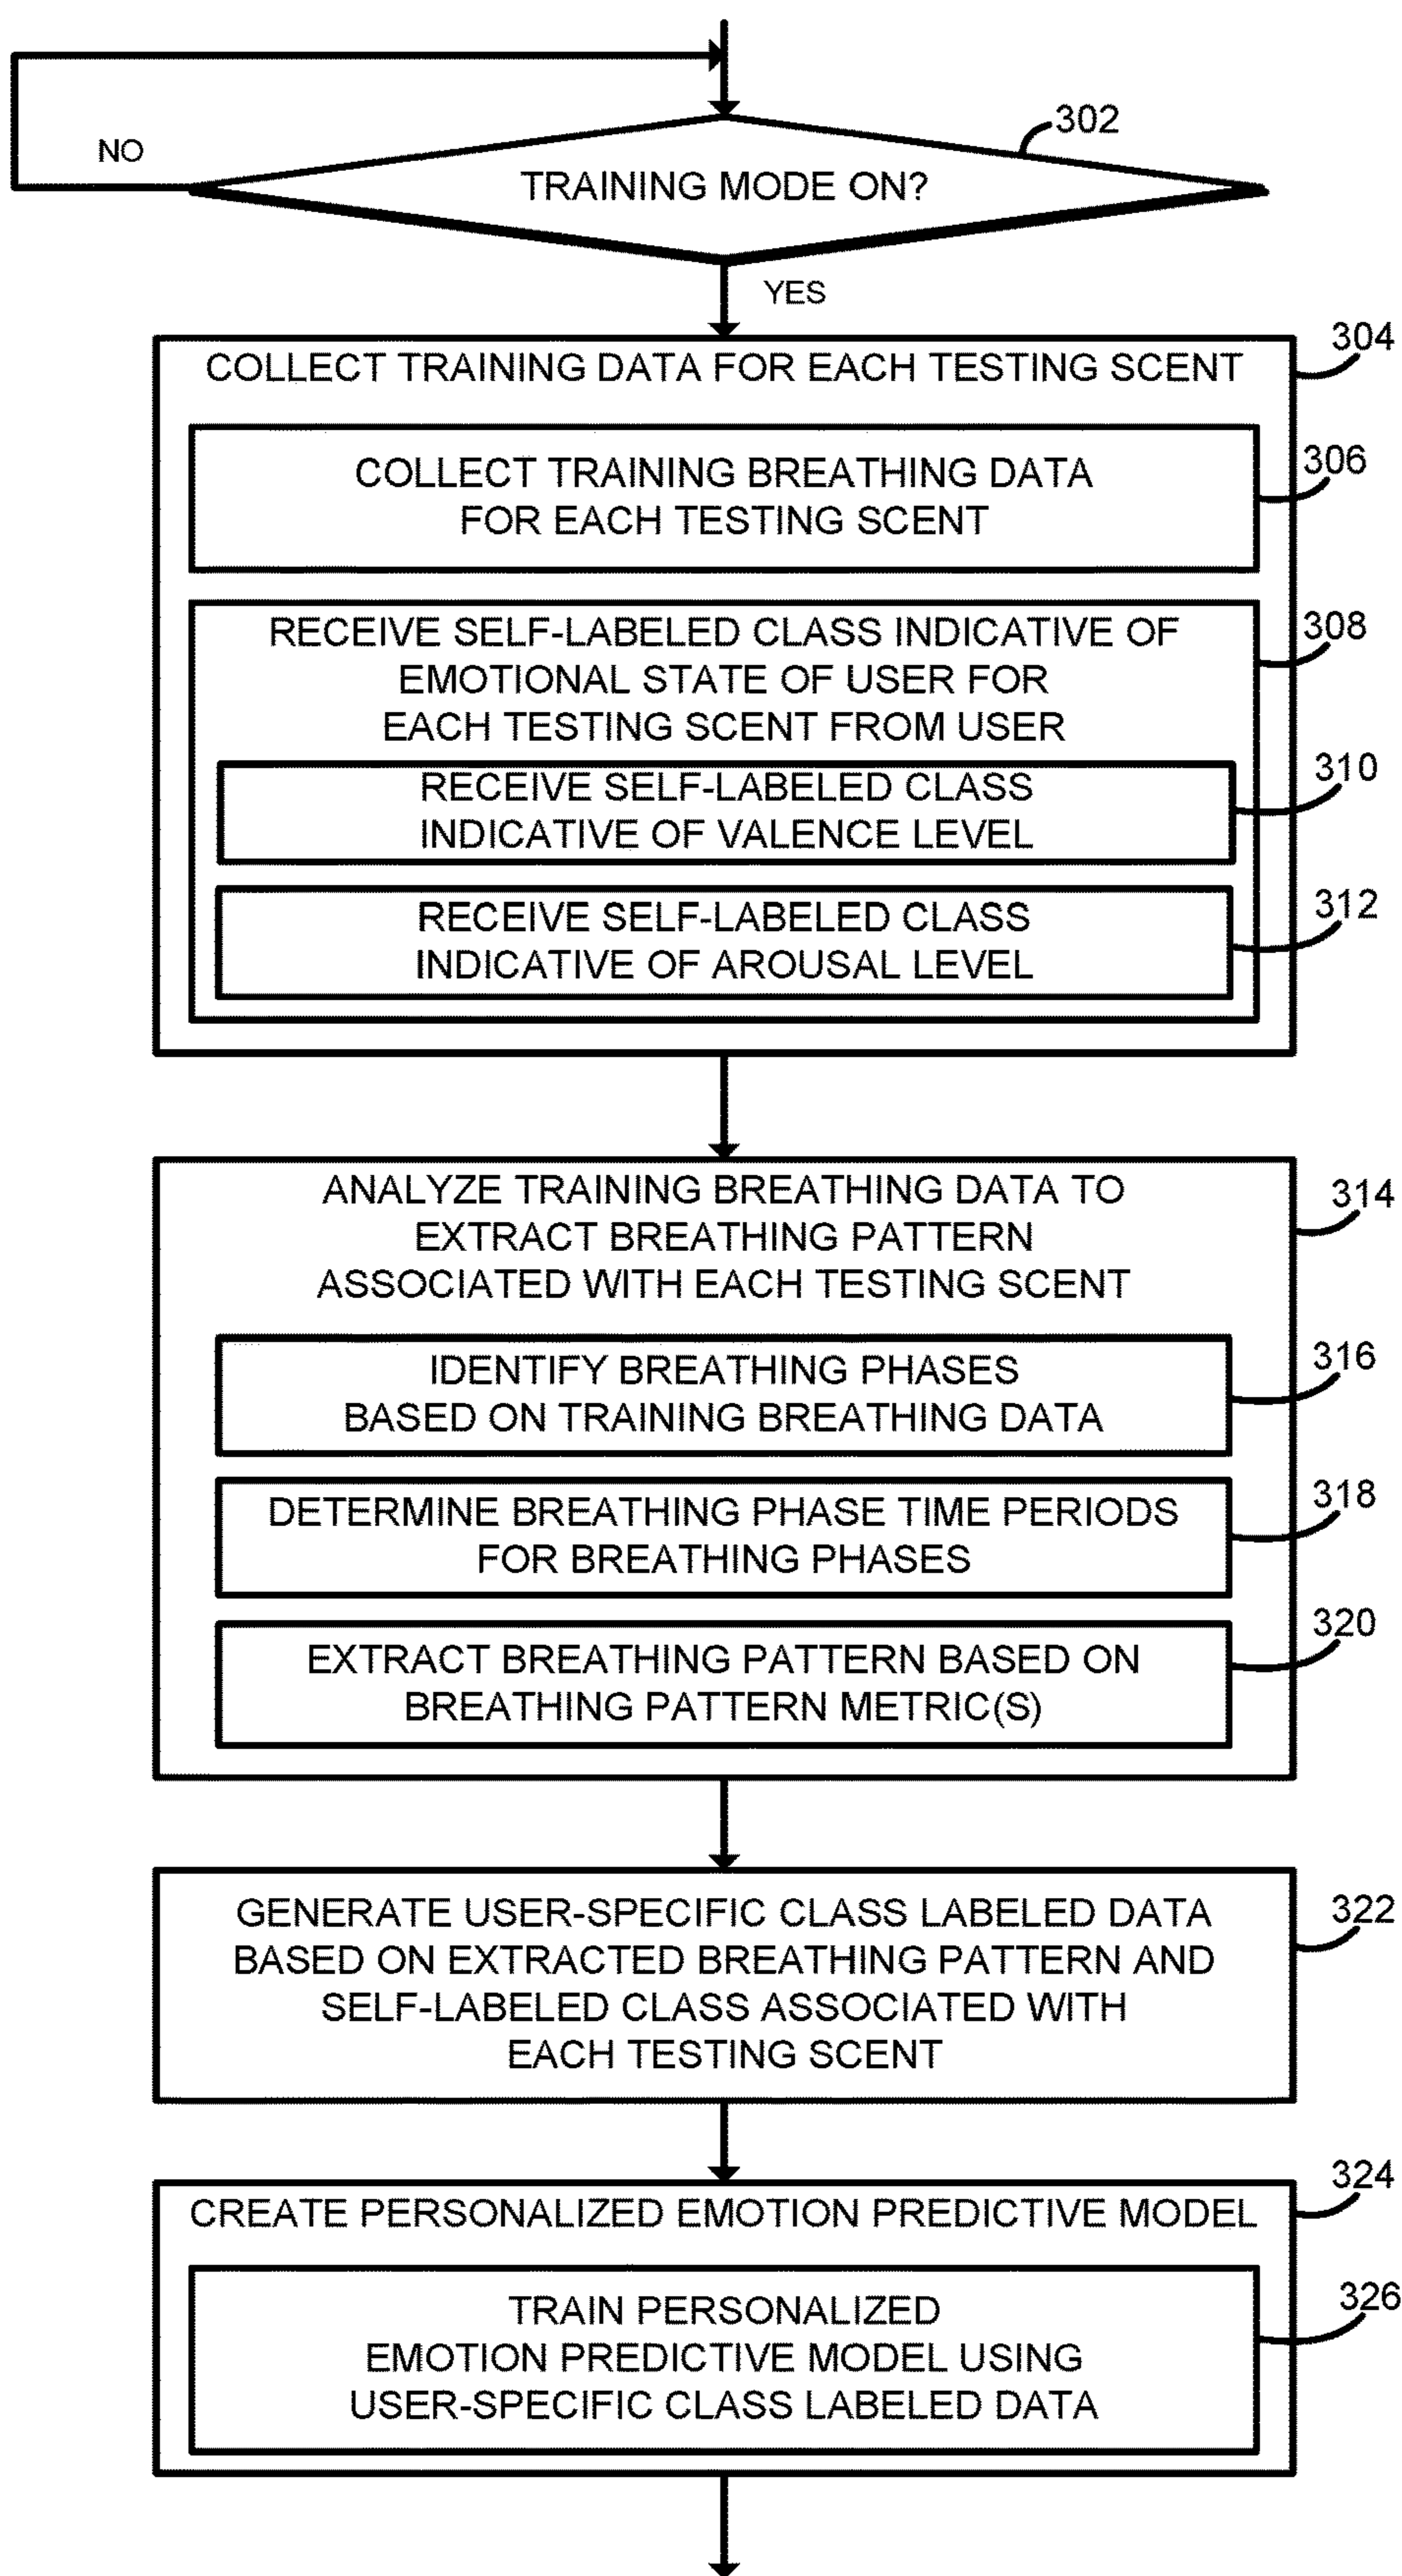 302
NO
TRAINING MODE ON?
YES
304
COLLECT TRAINING DATA FOR EACH TESTING SCENT
306
COLLECT TRAINING BREATHING DATA
FOR EACH TESTING SCENT
308
RECEIVE SELF-LABELED CLASS INDICATIVE OF
EMOTIONAL STATE OF USER FOR
EACH TESTING SCENT FROM USER
310
RECEIVE SELF-LABELED CLASS
INDICATIVE OF VALENCE LEVEL
312
RECEIVE SELF-LABELED CLASS
INDICATIVE OF AROUSAL LEVEL
314
ANALYZE TRAINING BREATHING DATA TO
EXTRACT BREATHING PATTERN
ASSOCIATED WITH EACH TESTING SCENT
316
IDENTIFY BREATHING PHASES
BASED ON TRAINING BREATHING DATA
318
DETERMINE BREATHING PHASE TIME PERIODS
FOR BREATHING PHASES
320
EXTRACT BREATHING PATTERN BASED ON
BREATHING PATTERN METRIC(S)
322
GENERATE USER-SPECIFIC CLASS LABELED DATA
BASED ON EXTRACTED BREATHING PATTERN AND
SELF-LABELED CLASS ASSOCIATED WITH
EACH TESTING SCENT
324
CREATE PERSONALIZED EMOTION PREDICTIVE MODEL
326
TRAIN PERSONALIZED
EMOTION PREDICTIVE MODEL USING
USER-SPECIFIC CLASS LABELED DATA